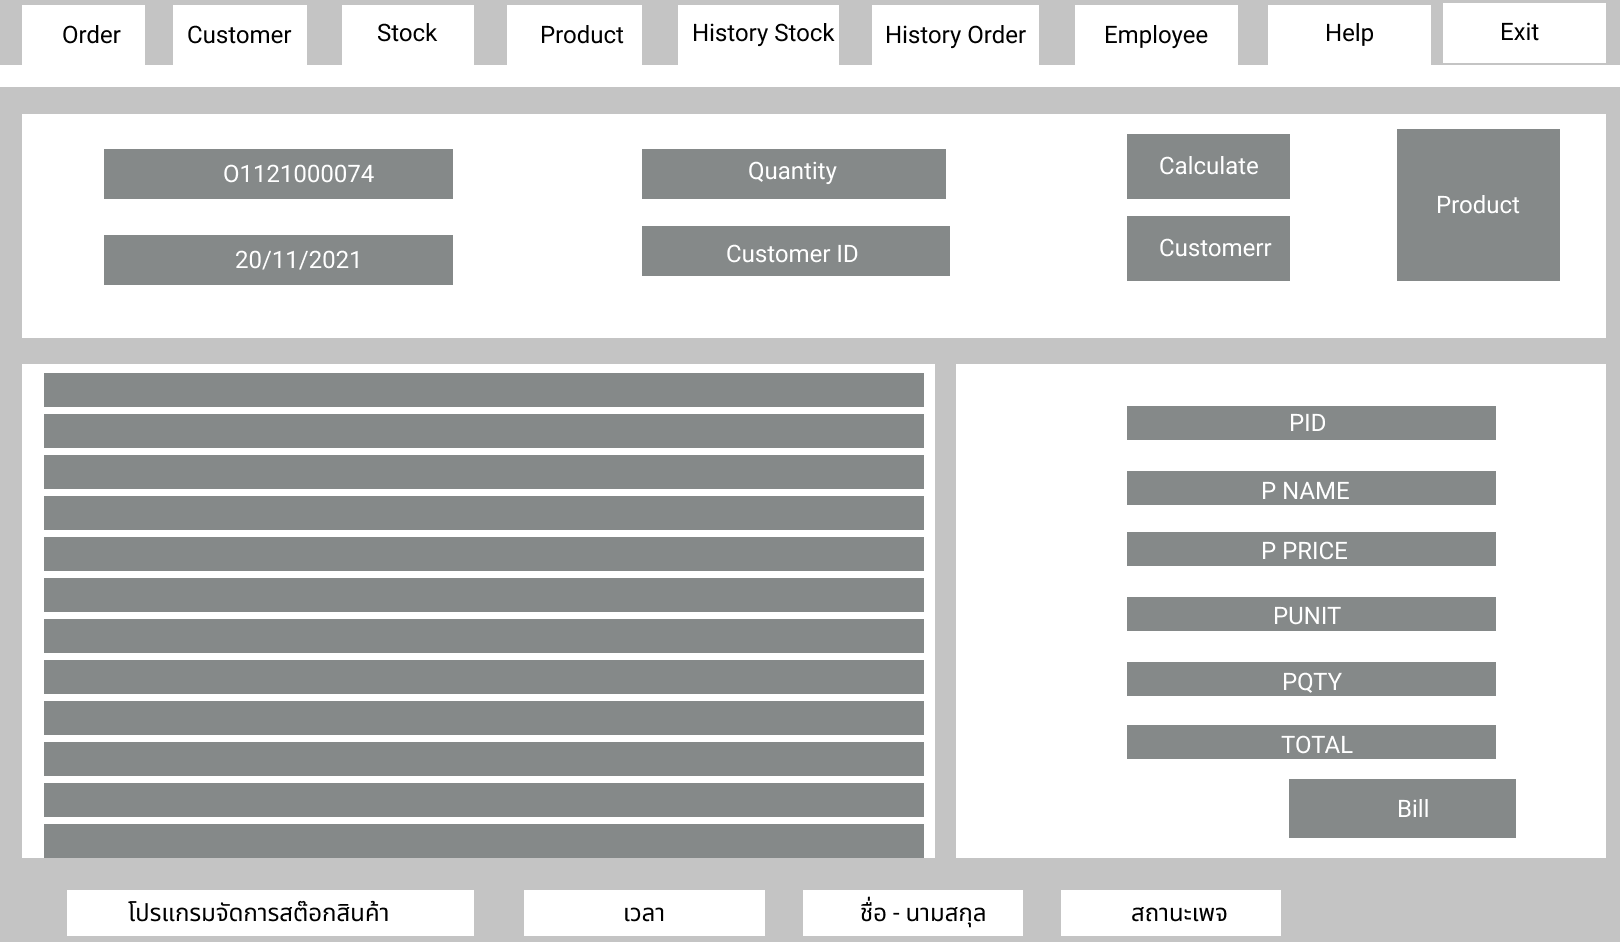 Order
Customer
Stock
Product
History Stock
History Order
Employee
Help
Exit
O1121000074
Quantity
Calculate
Product
20/11/2021
Customer ID
Customerr
PID
P NAME
P PRICE
PUNIT
PQTY
TOTAL
Bill
โปรแกรมจัดการสต๊อกสินค้า
เวลา
ชื่อ - นามสกุล
สถานะเพจ